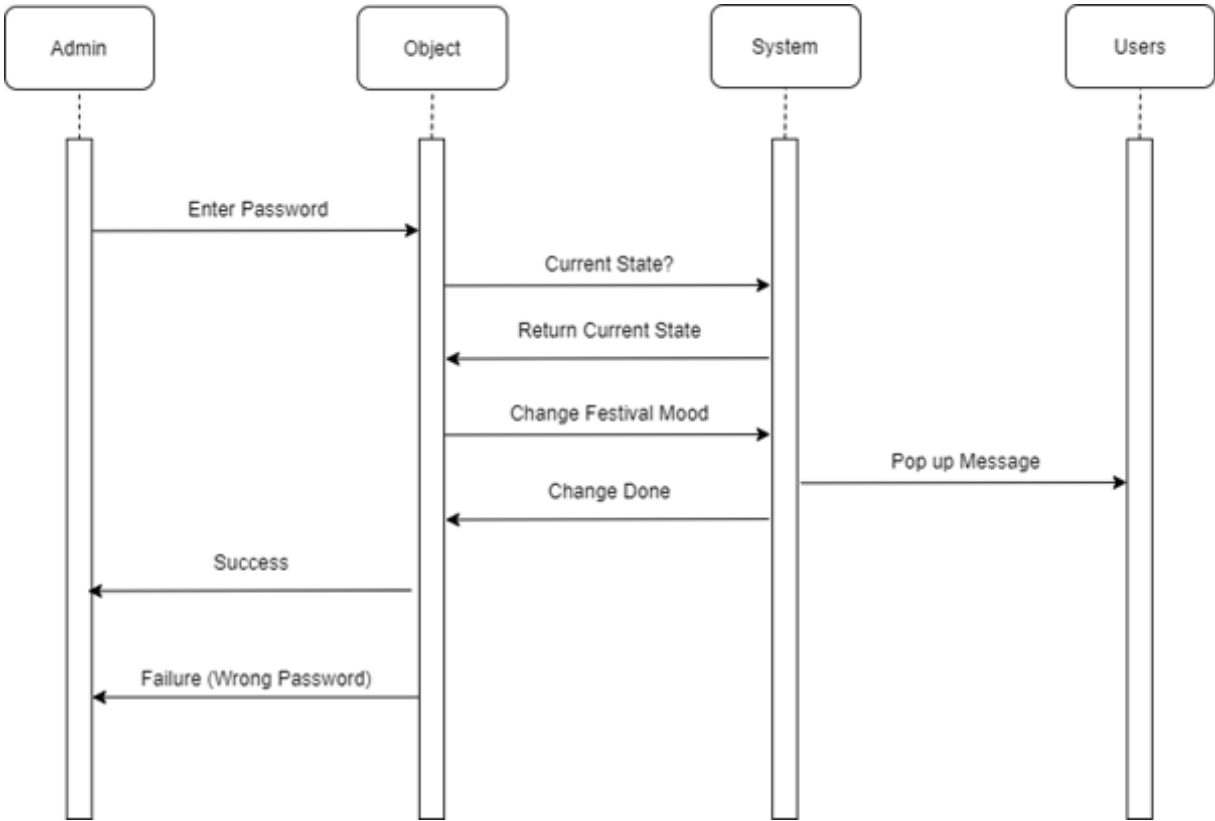 Admin
Object
System
Users
Enter Password
Current State?
Return Current State
Change Festival Mood
Pop up Message
Change Done
Success
Failure (Wrong Password)